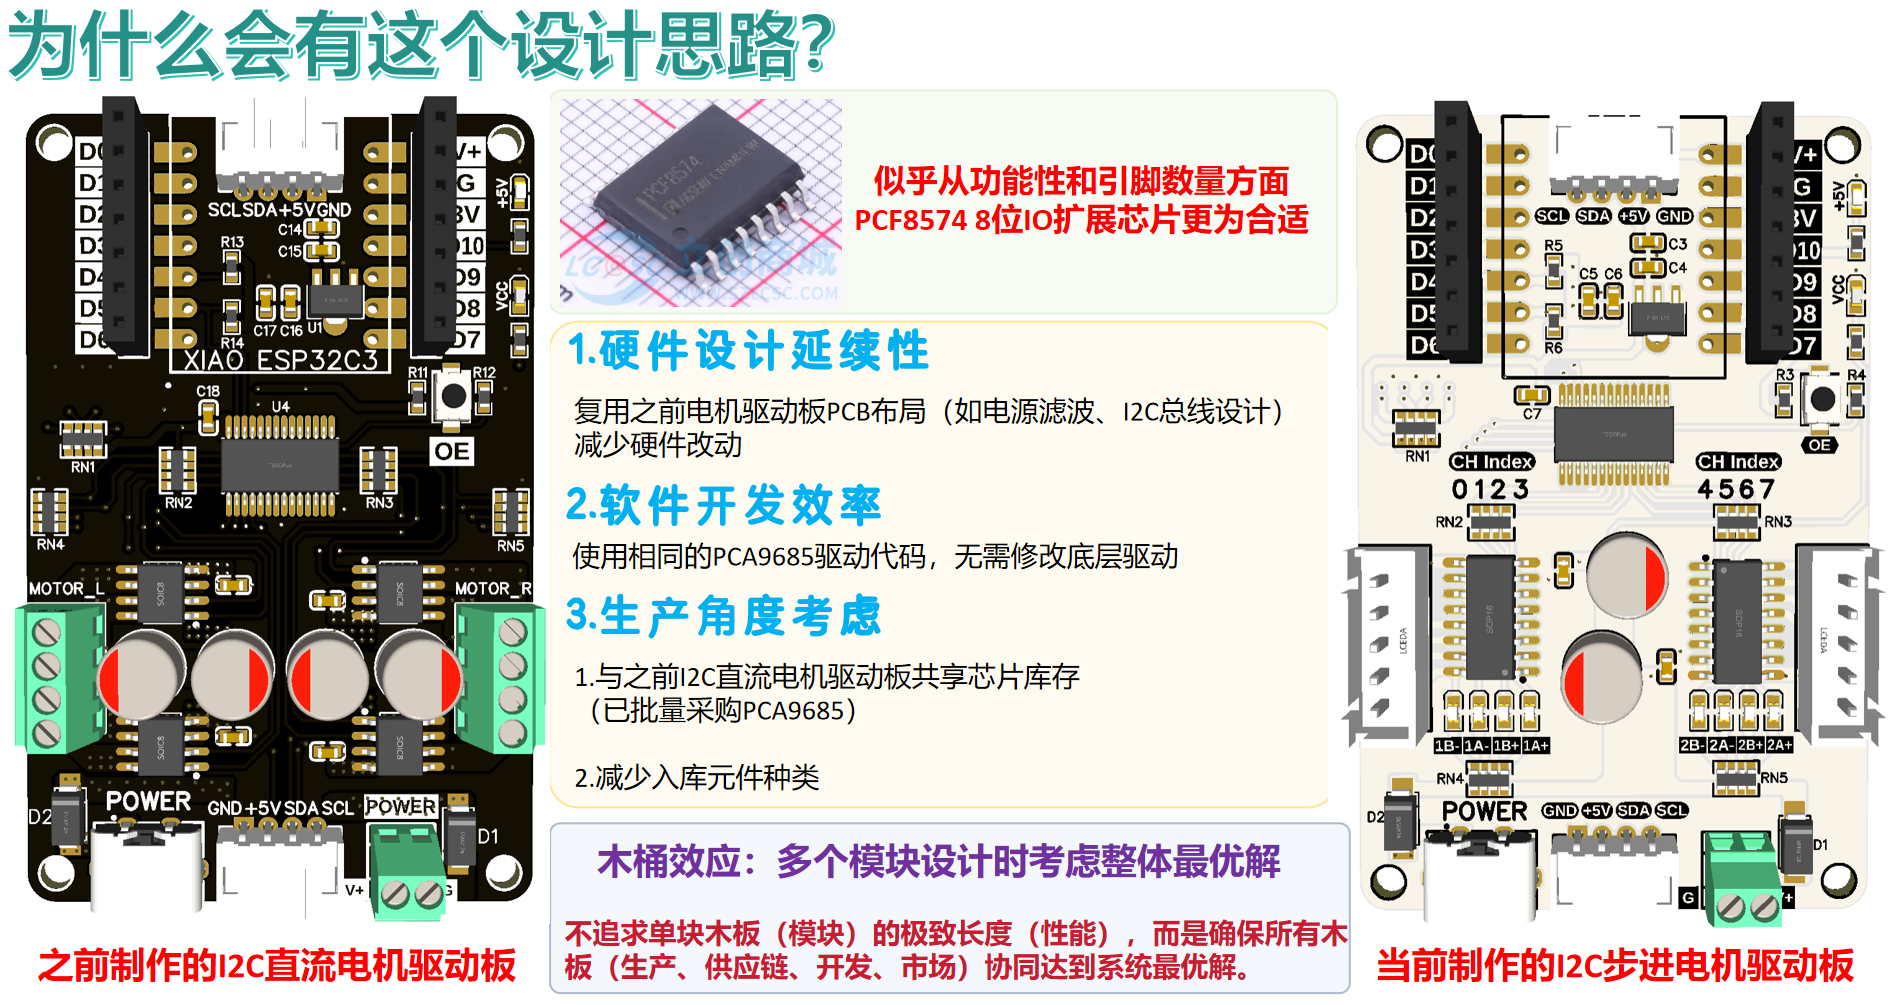 为什么会有这个设计思路？
D0
D1
D2
D3
D4
D5
D6
V+
G
3V
D10
D9
D8
D7
SCL SDA +5V GND
+5V
VCC
C14
C15
R13
R14
C17 C16
U1
XIAO ESP32C3
R11
R12
C18
U4
OE
RN1
RN2
RN3
RN4
RN5
MOTOR_L
MOTOR_R
SOIC8
SOIC8
SOIC8
SOIC8
D2
POWER
GND +5V SDA SCL
POWER
D1
V+
G
之前制作的I2C直流电机驱动板
PCF8574
似乎从功能性和引脚数量方面
PCF8574 8位IO扩展芯片更为合适
1.硬件设计延续性
复用之前电机驱动板PCB布局（如电源滤波、I2C总线设计）
减少硬件改动
2.软件开发效率
使用相同的PCA9685驱动代码，无需修改底层驱动
3.生产角度考虑
1.与之前I2C直流电机驱动板共享芯片库存
（已批量采购PCA9685）
2.减少入库元件种类
木桶效应：多个模块设计时考虑整体最优解
不追求单块木板（模块）的极致长度（性能），而是确保所有木
板（生产、供应链、开发、市场）协同达到系统最优解。
D0
D1
D2
D3
D4
D5
D6
V+
G
3V
D10
D9
D8
D7
SCL SDA +5V GND
+5V
VCC
C3
C4
R5
C5 C6
R6
R3
R4
C7
OE
RN1
CH Index
0123
CH Index
4567
RN2
RN3
SOP16
SOP16
LCEDA
LCEDA
1B- 1A- 1B+ 1A+
2B- 2A- 2B+ 2A+
RN4
RN5
D2
POWER
GND +5V SDA SCL
D1
G
V+
当前制作的I2C步进电机驱动板